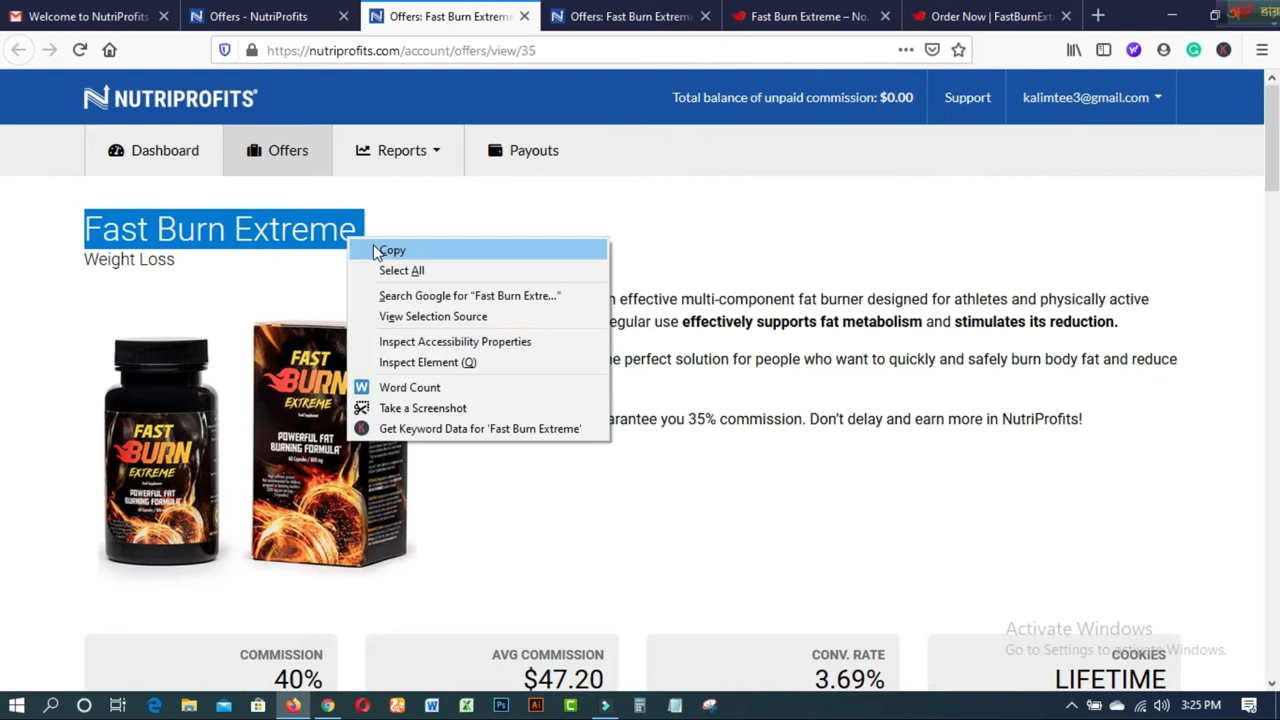 Welcome to NutriProfits
Offers - NutriProfits
Offers: Fast Burn Extreme
Offers: Fast Burn Extreme
Fast Burn Extreme – No.
Order Now | FastBurnExt
https://nutriprofits.com/account/offers/view/35
NUTRIPROFITS
Total balance of unpaid commission: $0.00
Support
kalimtee3@gmail.com
Dashboard
Offers
Reports
Payouts
Fast Burn Extreme
Weight Loss
Copy
Select All
Search Google for “Fast Burn Extre...”
View Selection Source
Inspect Accessibility Properties
Inspect Element (Q)
Word Count
Take a Screenshot
Get Keyword Data for 'Fast Burn Extreme'
effective multi-component fat burner designed for athletes and physically active
egular use effectively supports fat metabolism and stimulates its reduction.
e perfect solution for people who want to quickly and safely burn body fat and reduce
arantee you 35% commission. Don’t delay and earn more in NutriProfits!
FAST
BURN
EXTREME
POWERFUL FAT
BURNING FORMULA*
FAST
BURN
EXTREME
POWERFUL FAT
BURNING FORMULA*
COMMISSION
40%
AVG COMMISSION
$47.20
CONV. RATE
3.69%
COOKIES
LIFETIME
Activate Windows
Go to Settings to activate Windows.
3:25 PM